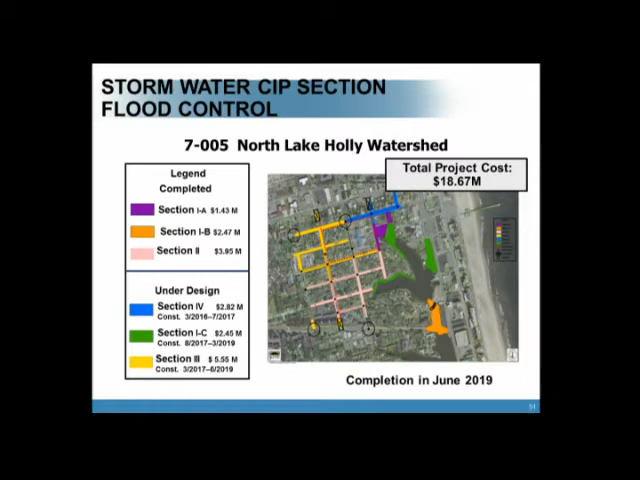 STORM WATER CIP SECTION
FLOOD CONTROL
7-005 North Lake Holly Watershed
Total Project Cost:
$18.67M
Legend
Completed
Section I-A $1.43 M
Section I-B $2.47 M
Section II $3.95 M
Under Design
Section IV $2.82 M
Const. 3/2016-7/2017
Section I-C $2.45 M
Const. 8/2017-3/2019
Section III $ 5.55 M
Const. 3/2017-6/2019
Completion in June 2019